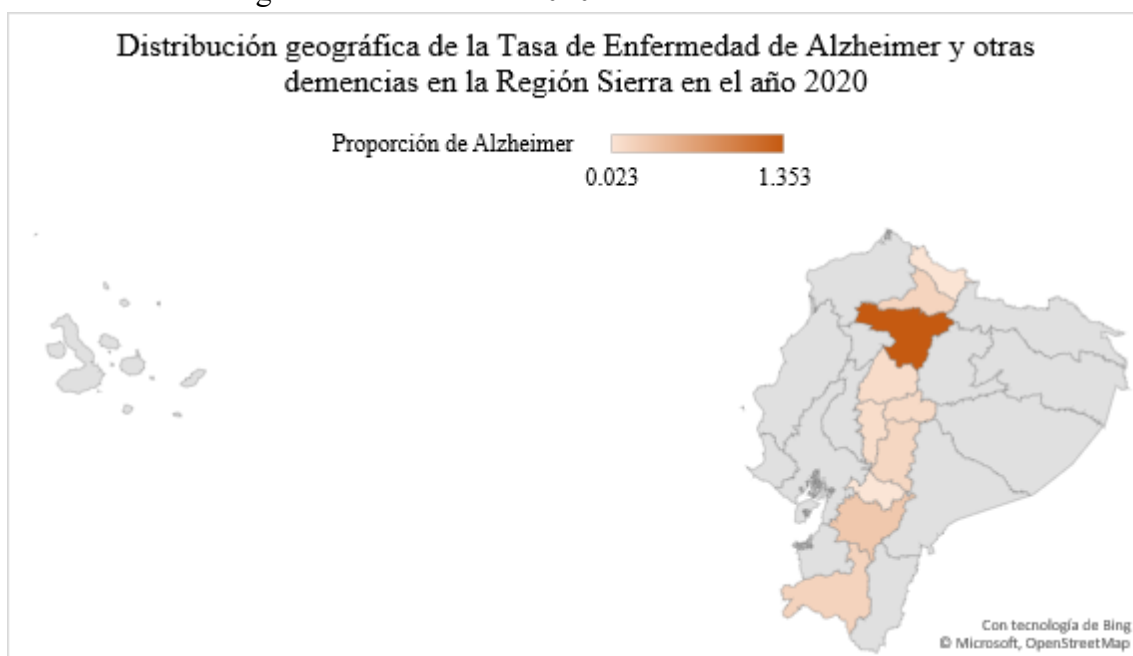 Distribución geográfica de la Tasa de Enfermedad de Alzheimer y otras
demencias en la Región Sierra en el año 2020
Proporción de Alzheimer
0.023 1.353
Con tecnología de Bing
© Microsoft, OpenStreetMap